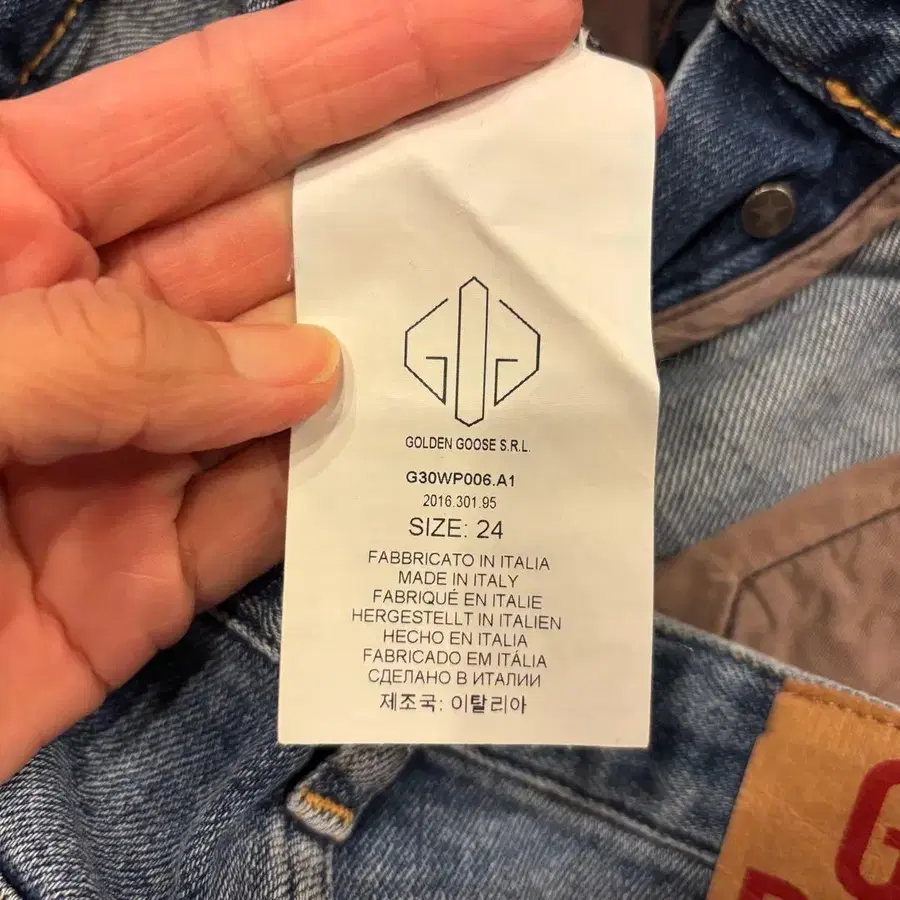 GOLDEN GOOSE S.R.L.
G30WP006.A1
2016.301.95
SIZE: 24
FABBRICATO IN ITALIA
MADE IN ITALY
FABRIQUÉ EN ITALIE
HERGESTELLT IN ITALIEN
HECHO EN ITALIA
FABRICADO EM ITÁLIA
СДЕЛАНО В ИТАЛИИ
제조국: 이탈리아
G